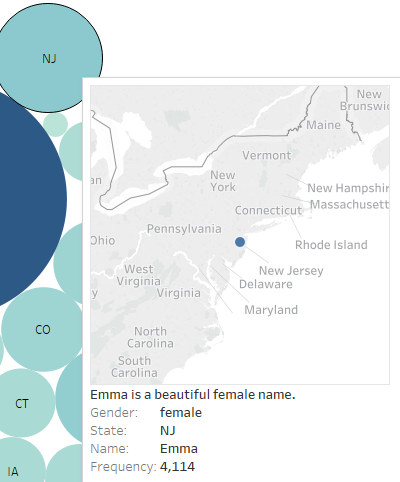 NJ
New
Brunswic
Maine
Vermont
an
New
York
New Hampshir
Massachusett
Connecticut
Ohio
Pennsylvania
Rhode Island
West
Virginia
New Jersey
Delaware
y
Virginia
Maryland
CO
North
Carolina
South
Carolina
Emma is a beautiful female name.
Gender: female
CT
State: NJ
Name: Emma
Frequency: 4,114
IA